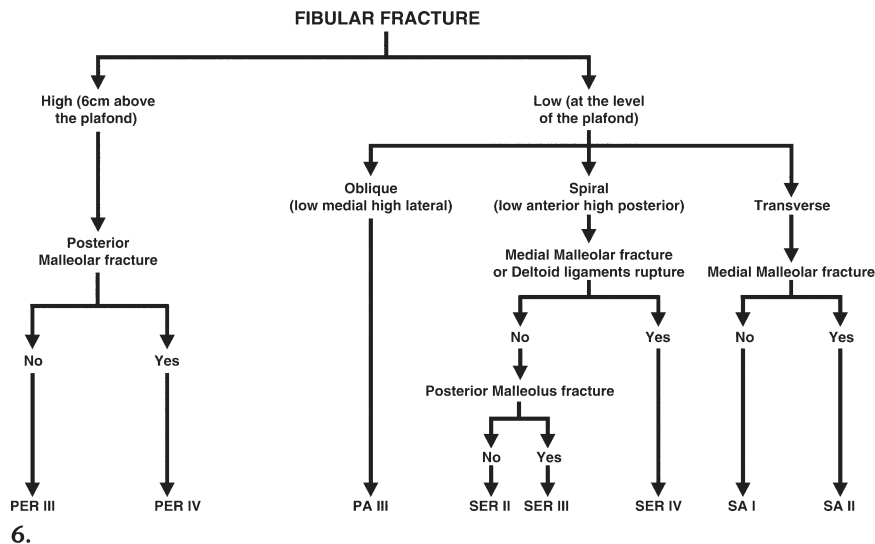 FIBULAR FRACTURE
High (6cm above
the plafond)
Low (at the level
of the plafond)
Oblique
(low medial high lateral)
Spiral
(low anterior high posterior)
Transverse
Posterior
Malleolar fracture
Medial Malleolar fracture
or Deltoid ligaments rupture
Medial Malleolar fracture
No
Yes
No
Yes
No
Yes
Posterior Malleolus fracture
No
Yes
PER III
PER IV
PA III
SER II
SER III
SER IV
SA I
SA II
6.